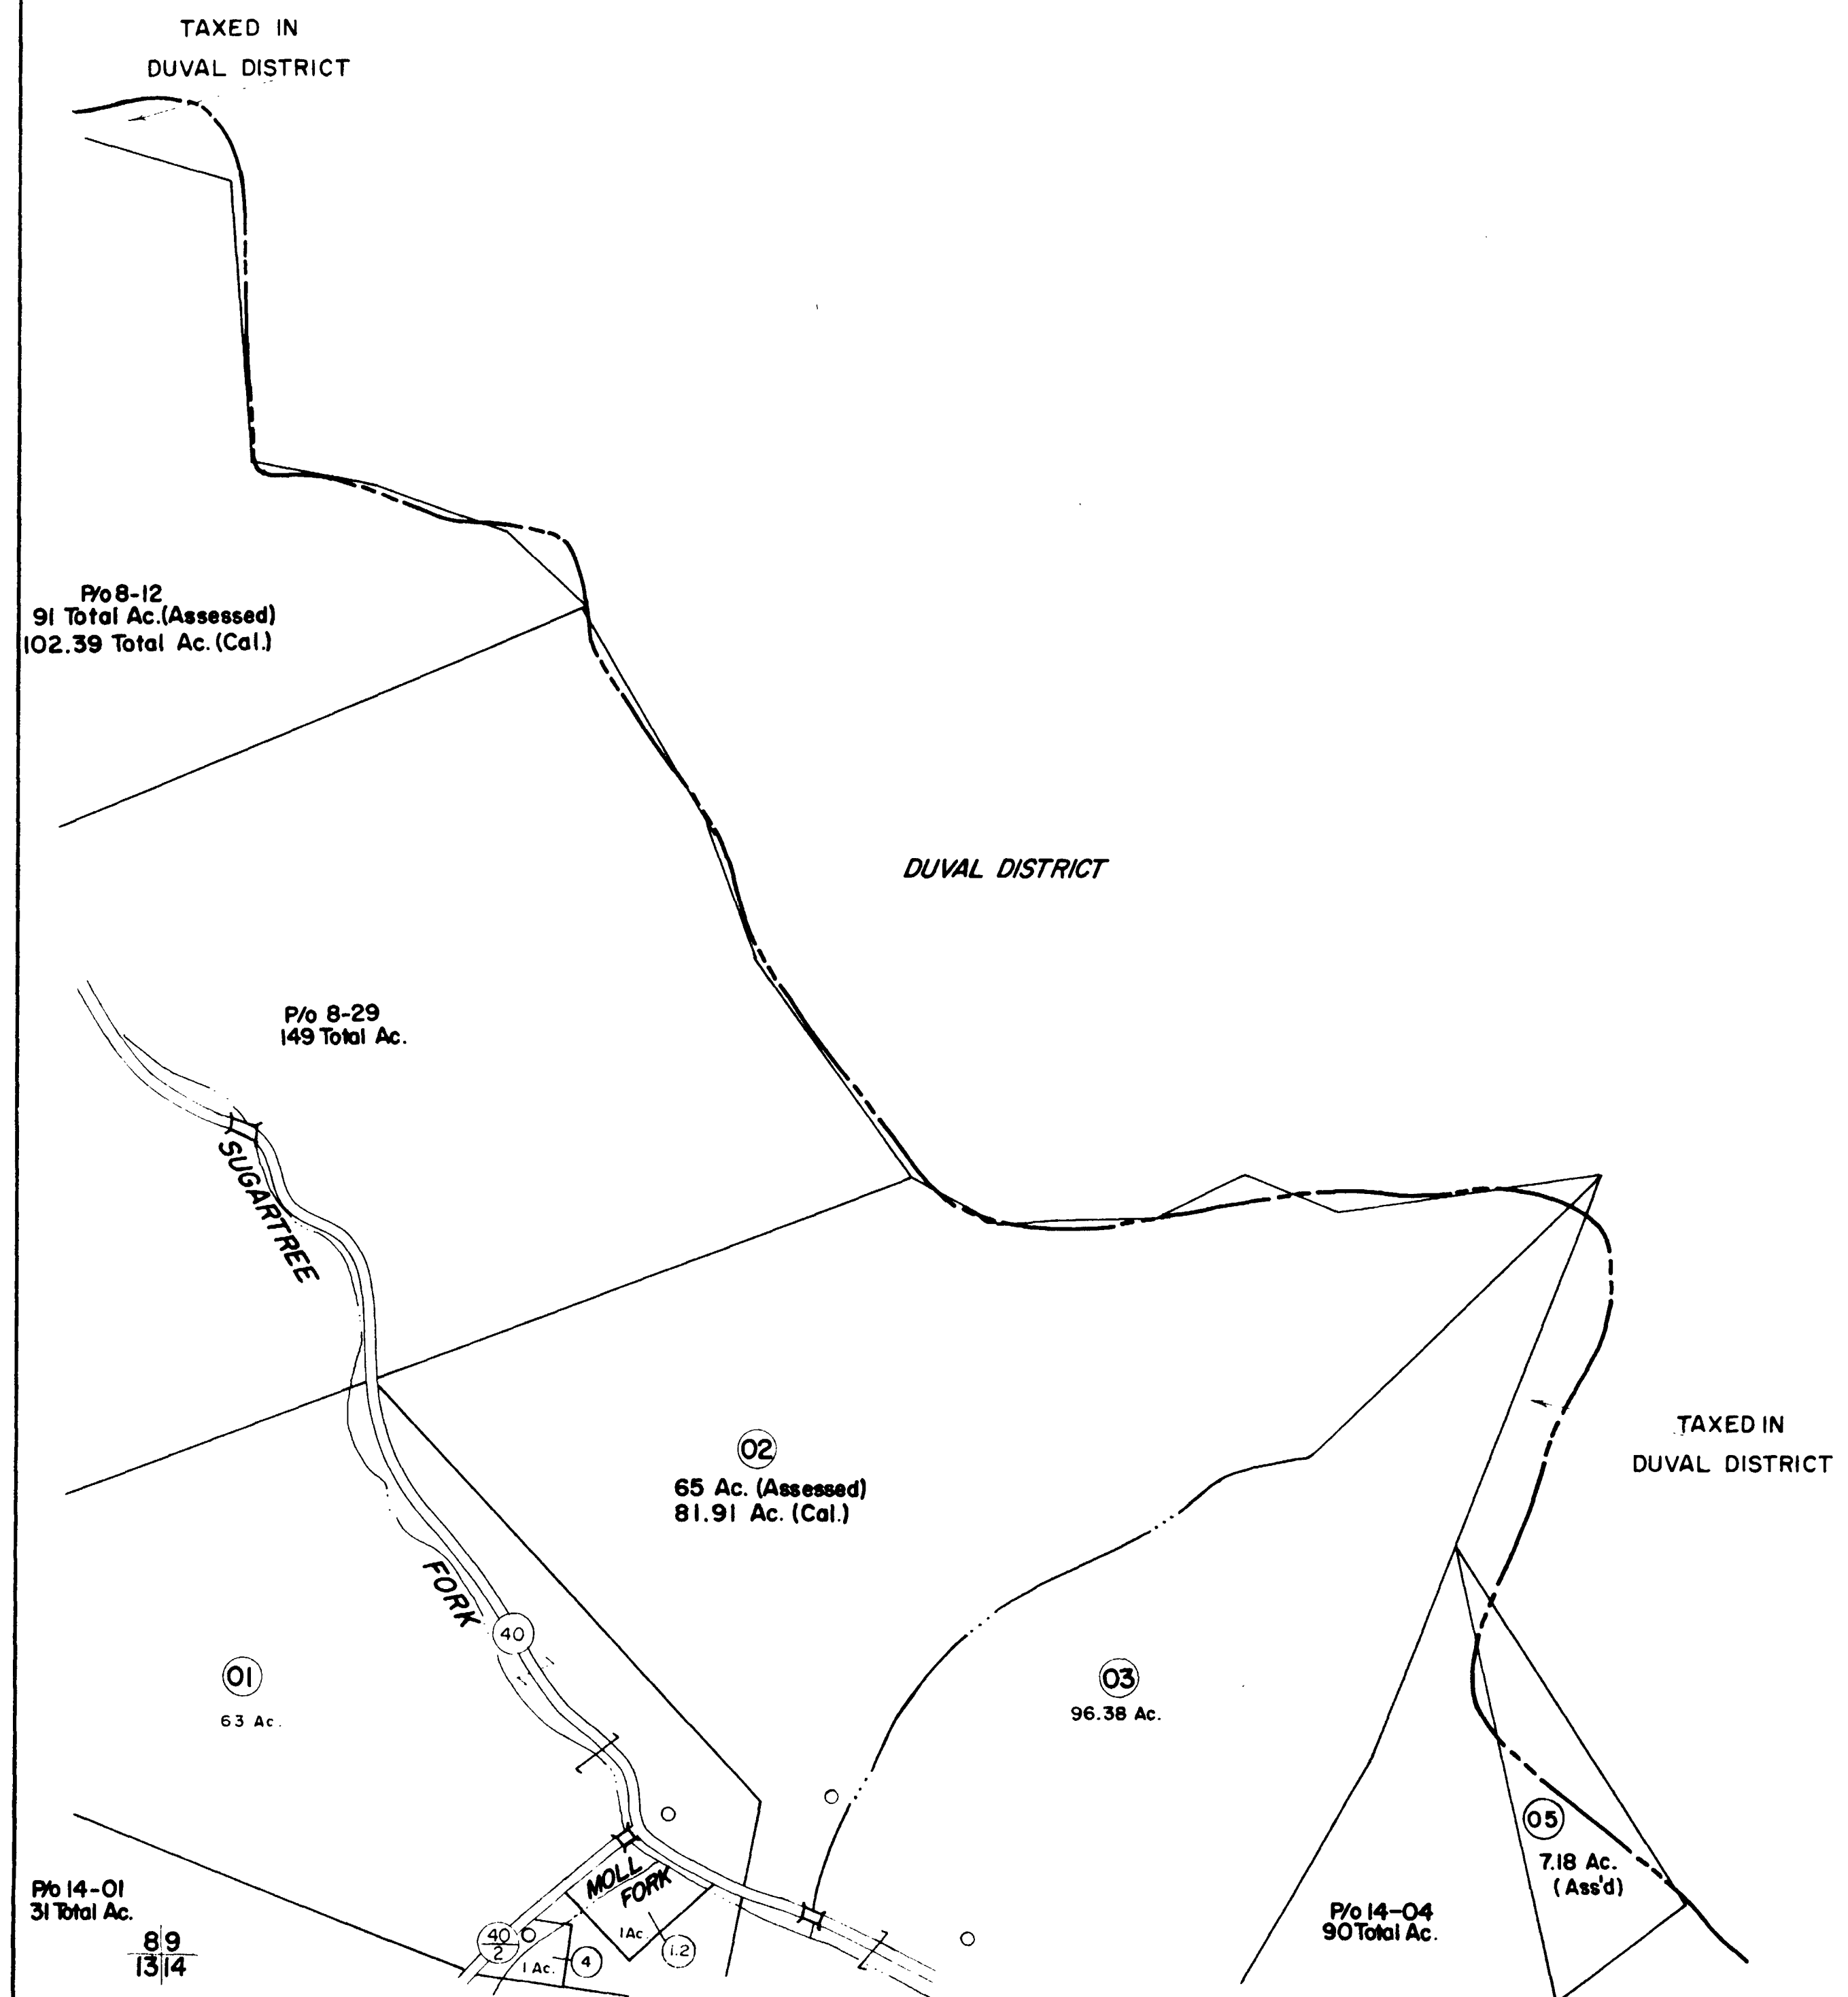 TAXED IN
DUVAL DISTRICT
P/o 8-12
91 Total Ac.(Assessed)
102.39 Total Ac.(Cal.)
DUVAL DISTRICT
P/o 8-29
149 Total Ac.
SUGARTREE
FORK
TAXED IN
DUVAL DISTRICT
02
65 Ac. (Assessed)
81.91 Ac. (Cal.)
40
01
63 Ac.
03
96.38 Ac.
05
7.18 Ac.
(Ass'd)
MOLL
FORK
P/o 14-01
31 Total Ac.
P/o 14-04
90 Total Ac.
40
2
1 Ac.
1.2
1 Ac.
4
8 9
13 14